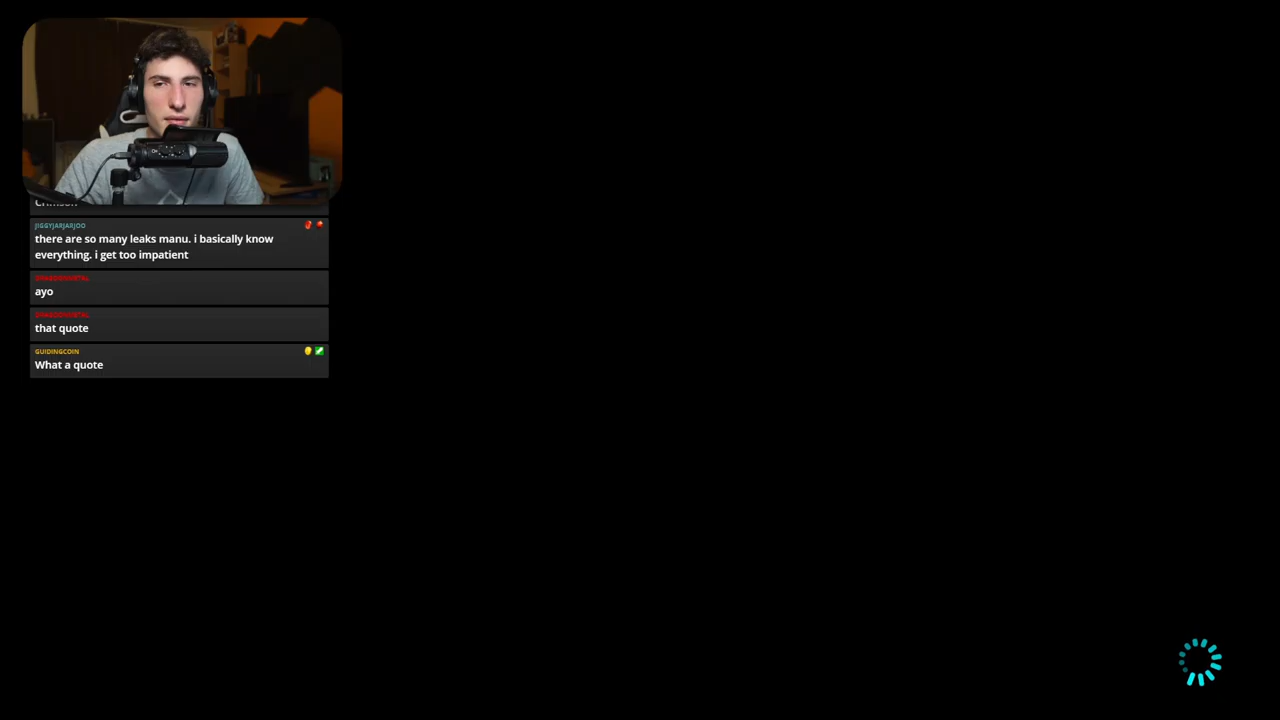 Crimson
JIGGYJARJARJOO
there are so many leaks manu. i basically know
everything. i get too impatient
ayo
that quote
GUIDINGCOIN
What a quote